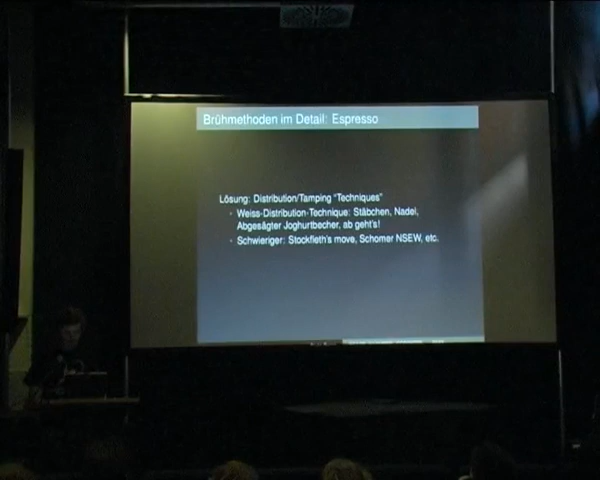 Brühmethoden im Detail: Espresso
Lösung: Distribution/Tamping "Techniques"
Weiss-Distribution-Technique: Stäbchen, Nadel,
Abgesägter Joghurtbecher, ab geht's!
Schwieriger: Stockfleth's move, Schomer NSEW, etc.